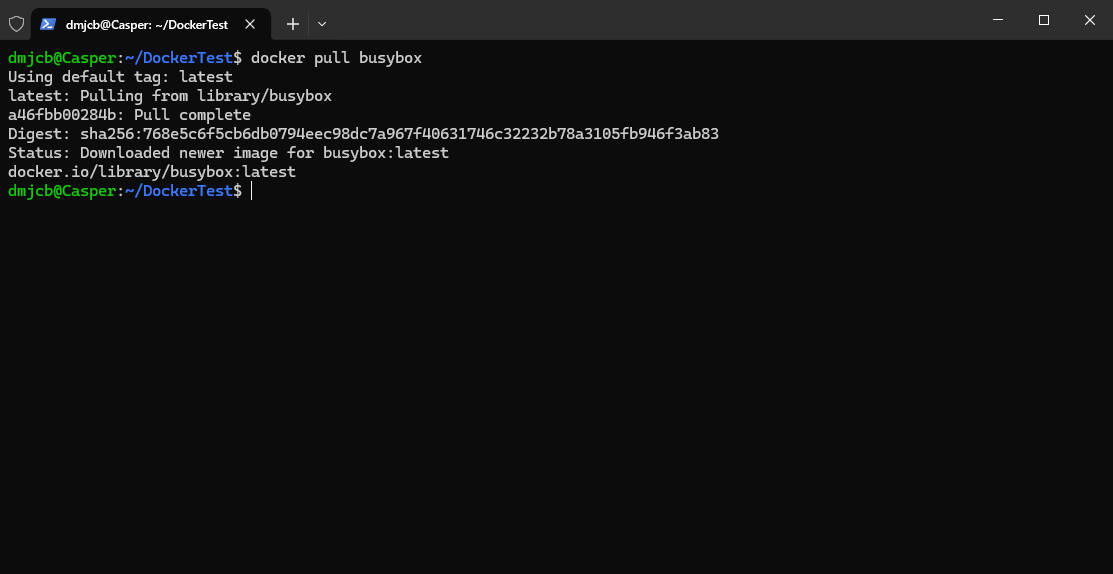 dmjcb@Casper: ~/DockerTest
dmjcb@Casper:~/DockerTest$ docker pull busybox
Using default tag: latest
latest: Pulling from library/busybox
a46fbb00284b: Pull complete
Digest: sha256:768e5c6f5cb6db0794eec98dc7a967f40631746c32232b78a3105fb946f3ab83
Status: Downloaded newer image for busybox:latest
docker.io/library/busybox:latest
dmjcb@Casper:~/DockerTest$